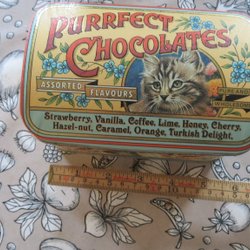 PURRFECT
CHOCOLATES
ASSORTED FLAVOURS
Strawberry, Vanilla, Coffee, Lime, Honey, Cherry,
Hazel-nut, Caramel, Orange, Turkish Delight.